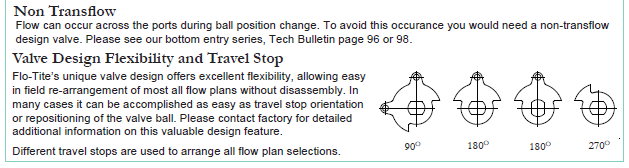 Non Transflow
Flow can occur across the ports during ball position change. To avoid this occurance you would need a non-transflow
design valve. Please see our bottom entry series, Tech Bulletin page 96 or 98.
Valve Design Flexibility and Travel Stop
Flo-Tite's unique valve design offers excellent flexibility, allowing easy
in field re-arrangement of most all flow plans without disassembly. In
many cases it can be accomplished as easy as travel stop orientation
or repositioning of the valve ball. Please contact factory for detailed
additional information on this valuable design feature.
Different travel stops are used to arrange all flow plan selections.
90° 180° 180° 270°